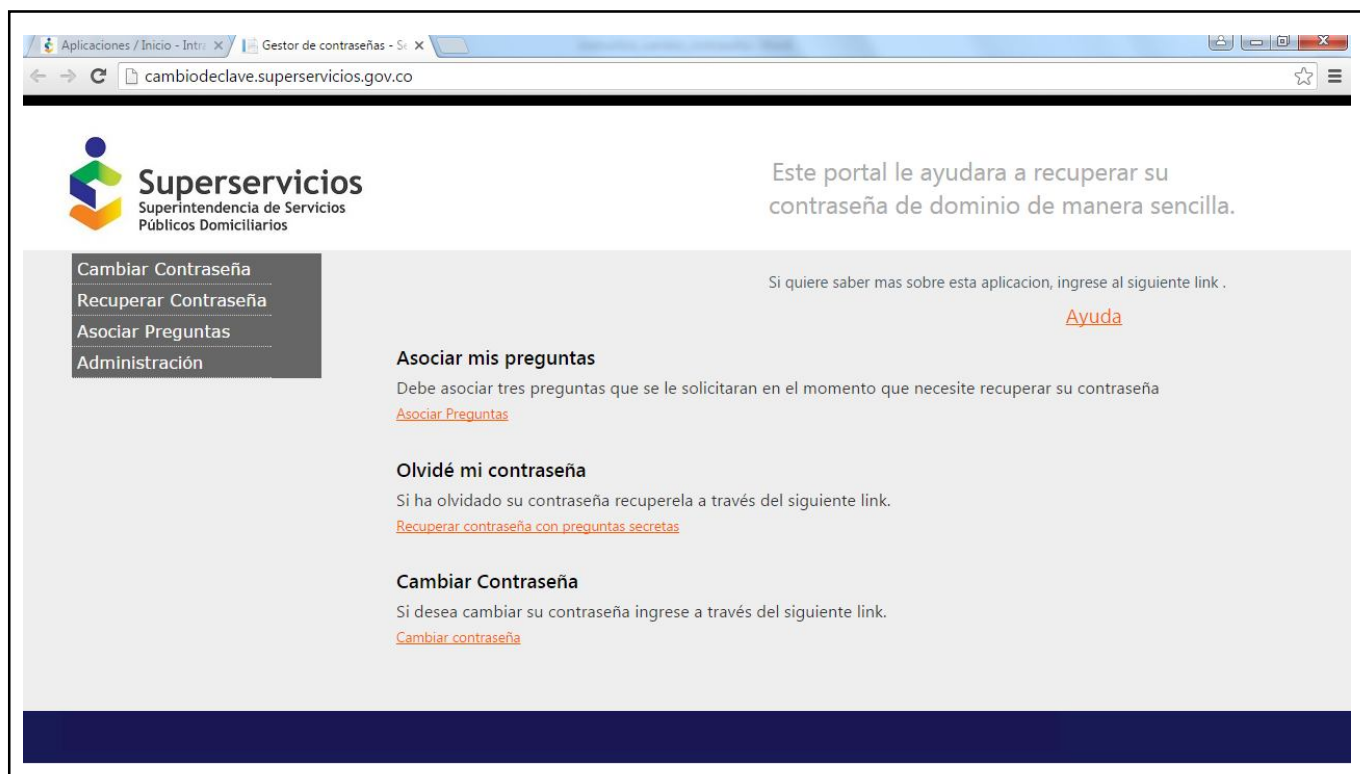 Aplicaciones / Inicio - Intr
Gestor de contraseñas - Se
cambiodeclave.superservicios.gov.co
Superservicios
Superintendencia de Servicios
Públicos Domiciliarios
Este portal le ayudara a recuperar su
contraseña de dominio de manera sencilla.
Cambiar Contraseña
Recuperar Contraseña
Asociar Preguntas
Administración
Si quiere saber mas sobre esta aplicacion, ingrese al siguiente link .
Ayuda
Asociar mis preguntas
Debe asociar tres preguntas que se le solicitaran en el momento que necesite recuperar su contraseña
Asociar Preguntas
Olvidé mi contraseña
Si ha olvidado su contraseña recuperela a través del siguiente link.
Recuperar contraseña con preguntas secretas
Cambiar Contraseña
Si desea cambiar su contraseña ingrese a través del siguiente link.
Cambiar contraseña